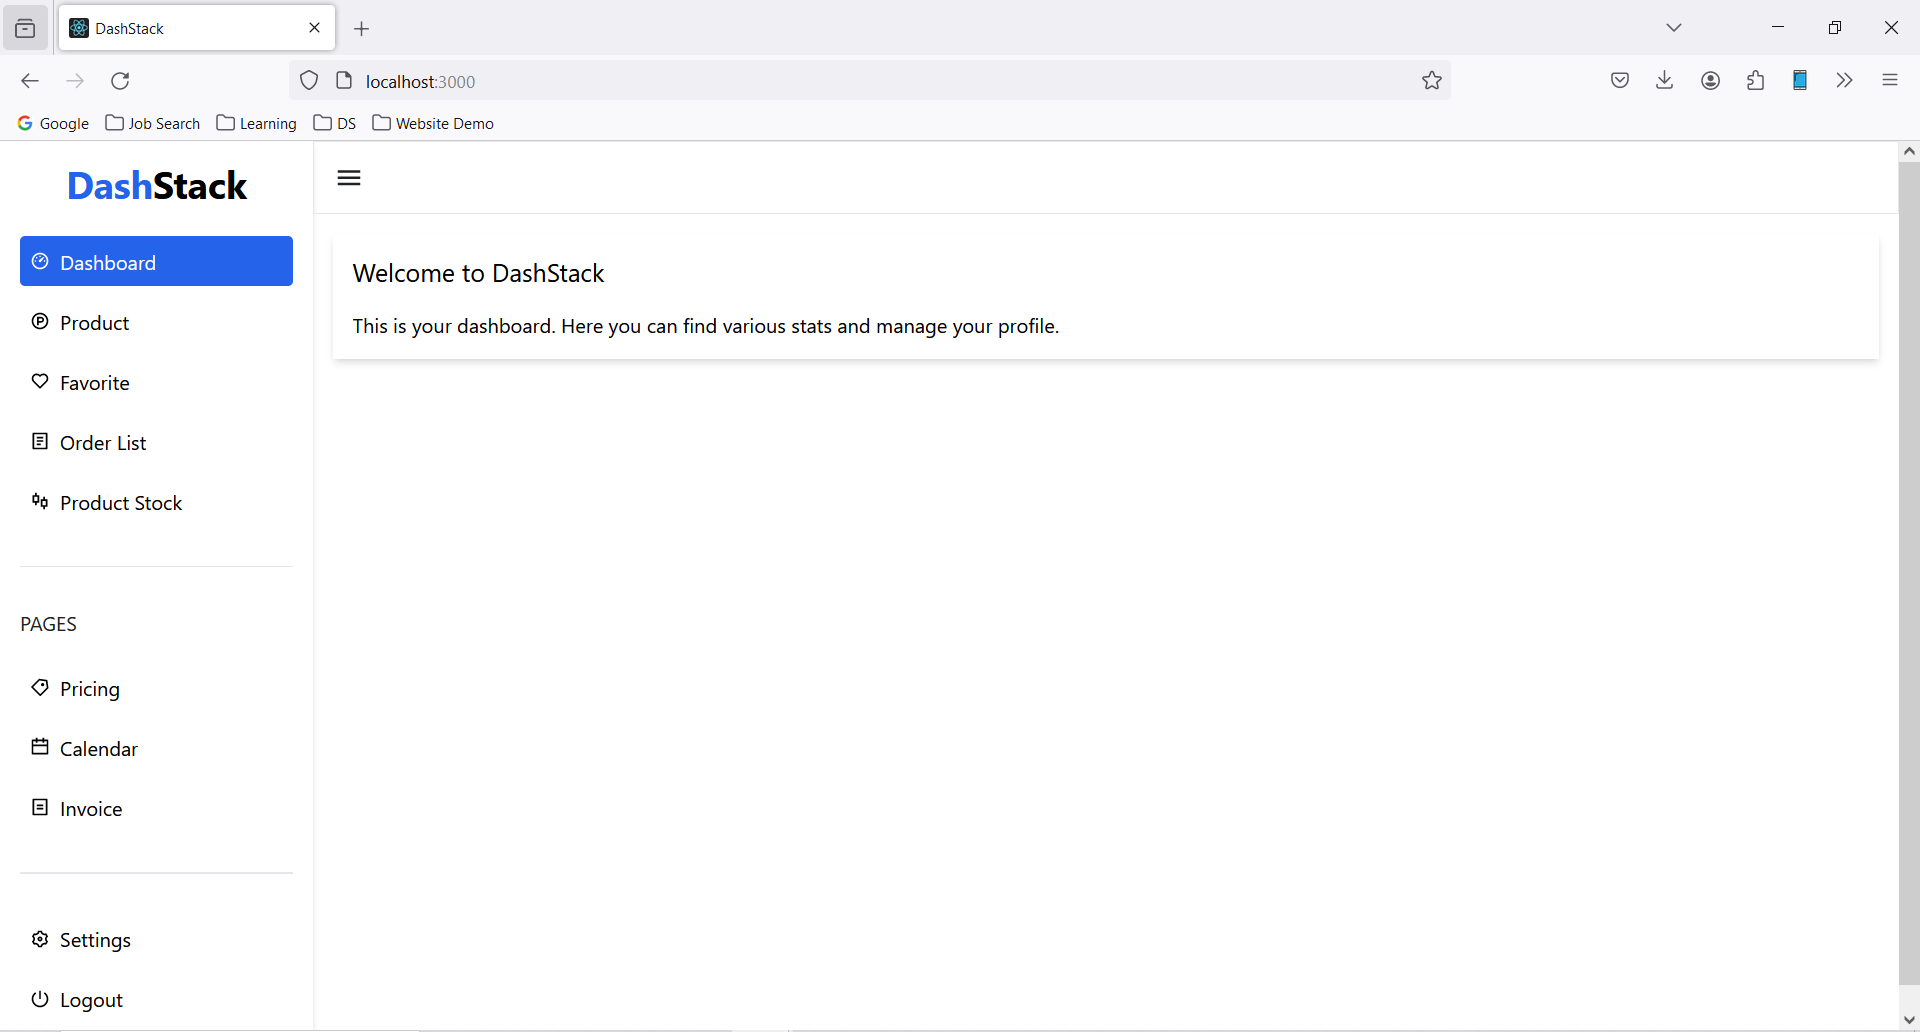 DashStack
localhost:3000
Google
Job Search
Learning
DS
Website Demo
DashStack
Dashboard
Product
Favorite
Order List
Product Stock
PAGES
Pricing
Calendar
Invoice
Settings
Logout
Welcome to DashStack
This is your dashboard. Here you can find various stats and manage your profile.